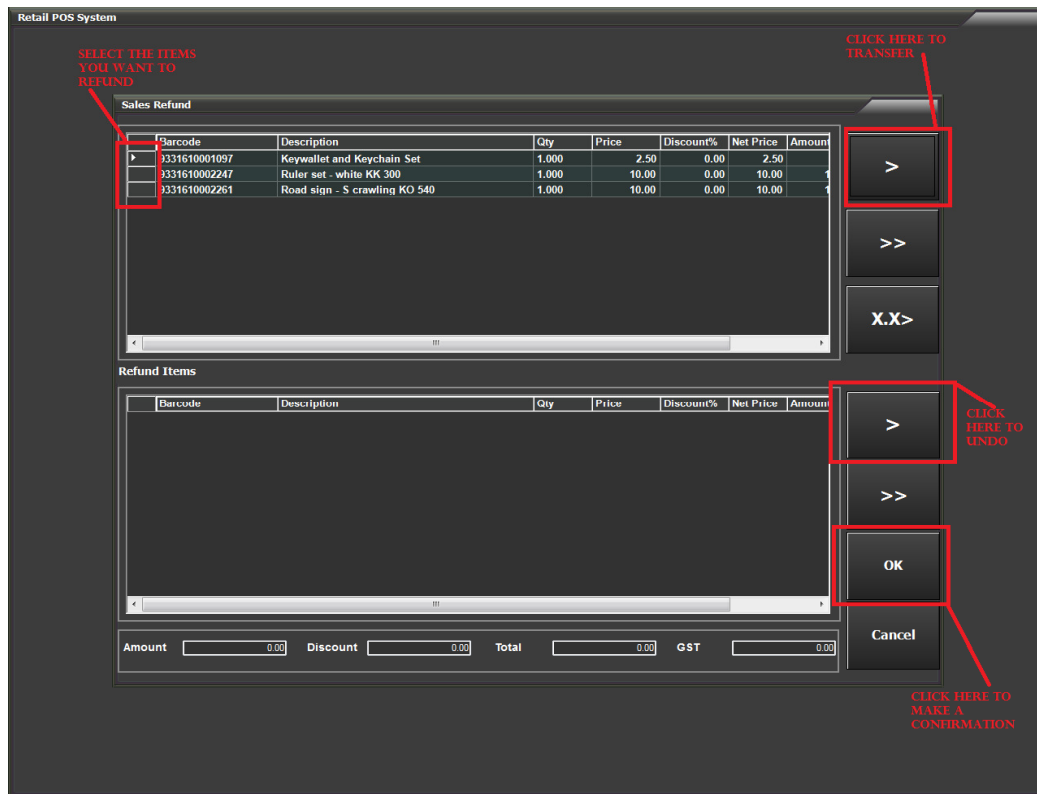 Retail POS System
SELECT THE ITEMS
YOU WANT TO
REFUND
CLICK HERE TO
TRANSFER
Sales Refund
Barcode Description Qty Price Discount% Net Price Amount
9331610001097 Keywallet and Keychain Set 1.000 2.50 0.00 2.50
9331610002247 Ruler set - white KK 300 1.000 10.00 0.00 10.00 1
9331610002261 Road sign - S crawling KO 540 1.000 10.00 0.00 10.00 1
>
>>
X.X>
Refund Items
Barcode Description Qty Price Discount% Net Price Amount
>
CLICK
HERE TO
UNDO
>>
OK
Cancel
Amount 0.00 Discount 0.00 Total 0.00 GST 0.00
CLICK HERE TO
MAKE A
CONFIRMATION